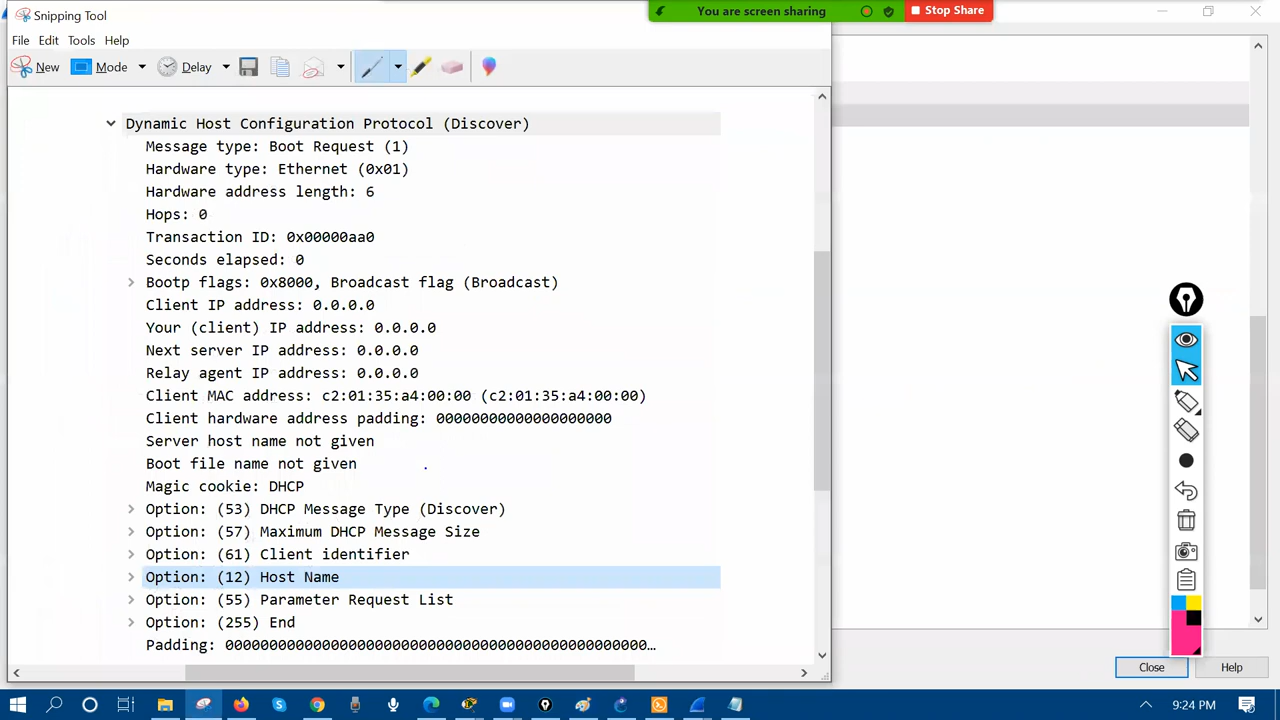 Snipping Tool
You are screen sharing
Stop Share
File Edit Tools Help
New Mode Delay
Dynamic Host Configuration Protocol (Discover)
Message type: Boot Request (1)
Hardware type: Ethernet (0x01)
Hardware address length: 6
Hops: 0
Transaction ID: 0x00000aa0
Seconds elapsed: 0
Bootp flags: 0x8000, Broadcast flag (Broadcast)
Client IP address: 0.0.0.0
Your (client) IP address: 0.0.0.0
Next server IP address: 0.0.0.0
Relay agent IP address: 0.0.0.0
Client MAC address: c2:01:35:a4:00:00 (c2:01:35:a4:00:00)
Client hardware address padding: 00000000000000000000
Server host name not given
Boot file name not given
Magic cookie: DHCP
Option: (53) DHCP Message Type (Discover)
Option: (57) Maximum DHCP Message Size
Option: (61) Client identifier
Option: (12) Host Name
Option: (55) Parameter Request List
Option: (255) End
Padding: 000000000000000000000000000000000000000000000000…
Close Help
9:24 PM